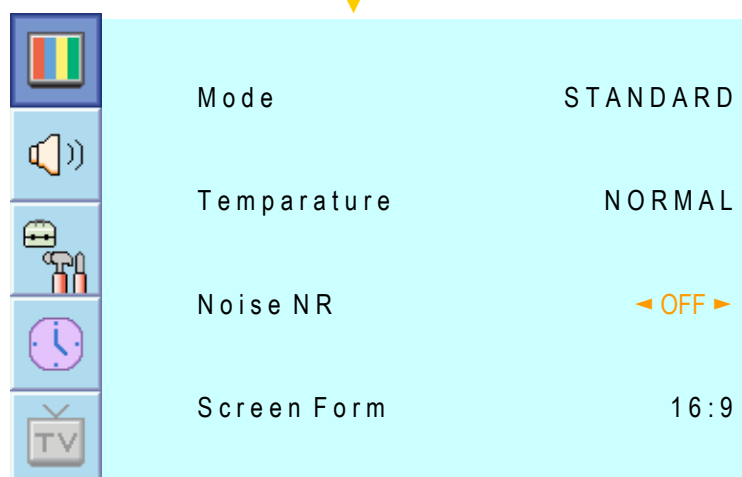 Mode STANDARD
Temparature NORMAL
Noise NR ◄ OFF ►
Screen Form 16:9
TV